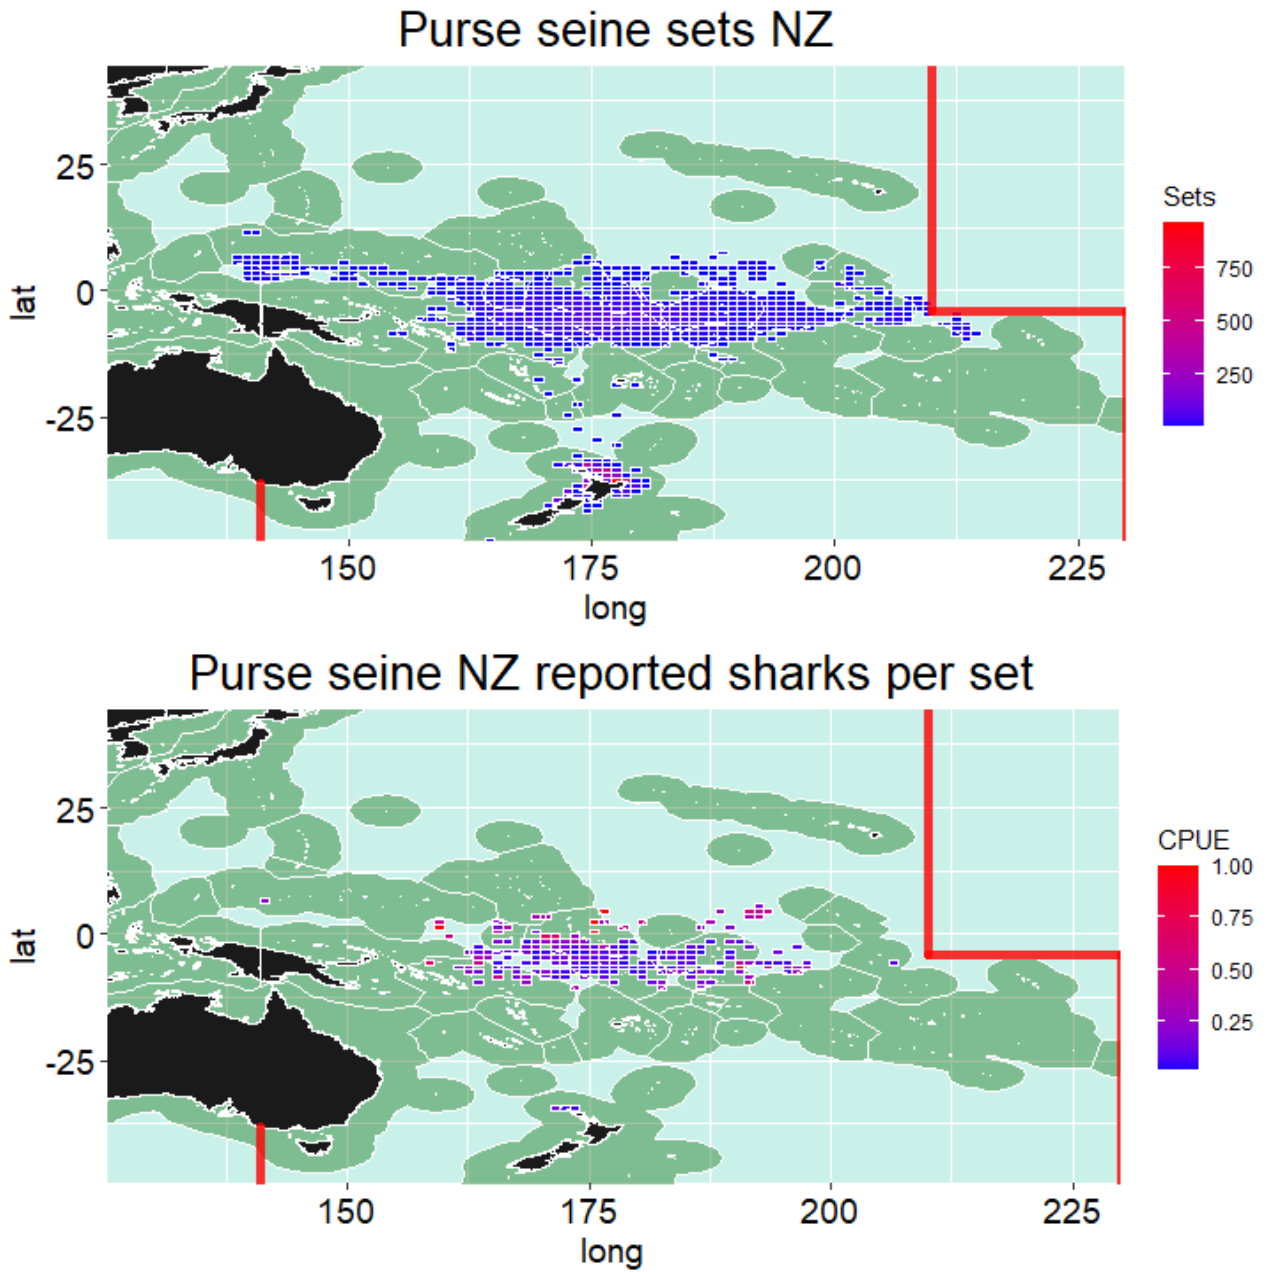 Purse seine sets NZ
25
0
-25
lat
150 175 200 225
long
Sets
750
500
250
Purse seine NZ reported sharks per set
25
0
-25
lat
150 175 200 225
long
CPUE
1.00
0.75
0.50
0.25